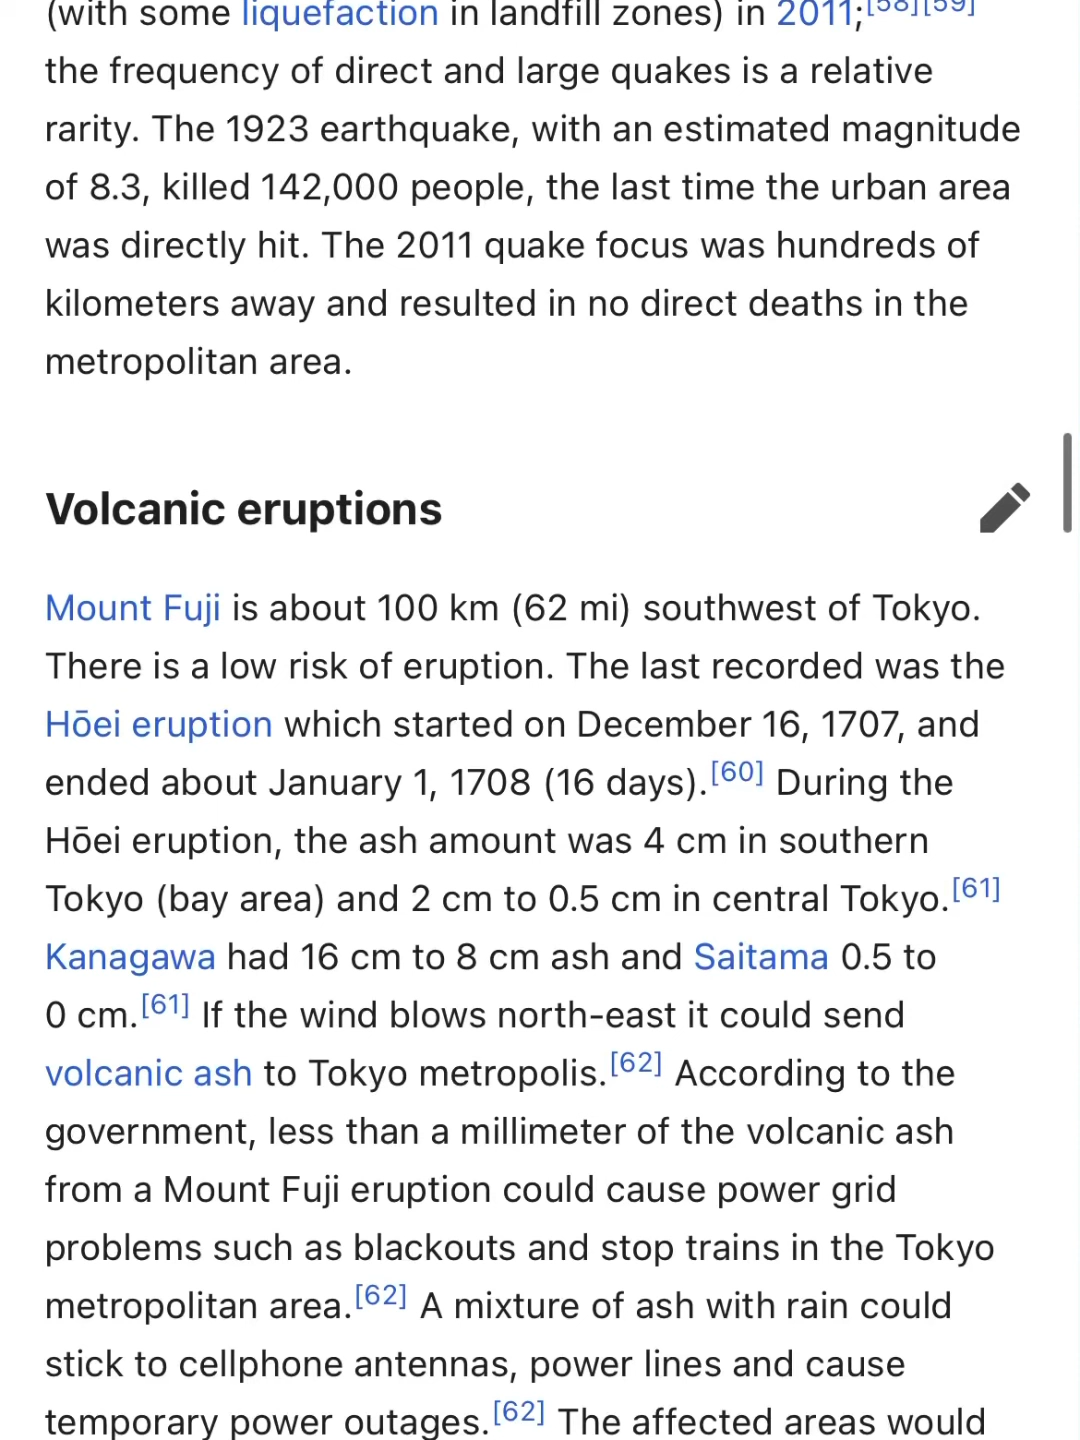 (with some liquefaction in landfill zones) in 2011;[58][59]
the frequency of direct and large quakes is a relative
rarity. The 1923 earthquake, with an estimated magnitude
of 8.3, killed 142,000 people, the last time the urban area
was directly hit. The 2011 quake focus was hundreds of
kilometers away and resulted in no direct deaths in the
metropolitan area.
Volcanic eruptions
Mount Fuji is about 100 km (62 mi) southwest of Tokyo.
There is a low risk of eruption. The last recorded was the
Hōei eruption which started on December 16, 1707, and
ended about January 1, 1708 (16 days).[60] During the
Hōei eruption, the ash amount was 4 cm in southern
Tokyo (bay area) and 2 cm to 0.5 cm in central Tokyo.[61]
Kanagawa had 16 cm to 8 cm ash and Saitama 0.5 to
0 cm.[61] If the wind blows north-east it could send
volcanic ash to Tokyo metropolis.[62] According to the
government, less than a millimeter of the volcanic ash
from a Mount Fuji eruption could cause power grid
problems such as blackouts and stop trains in the Tokyo
metropolitan area.[62] A mixture of ash with rain could
stick to cellphone antennas, power lines and cause
temporary power outages.[62] The affected areas would